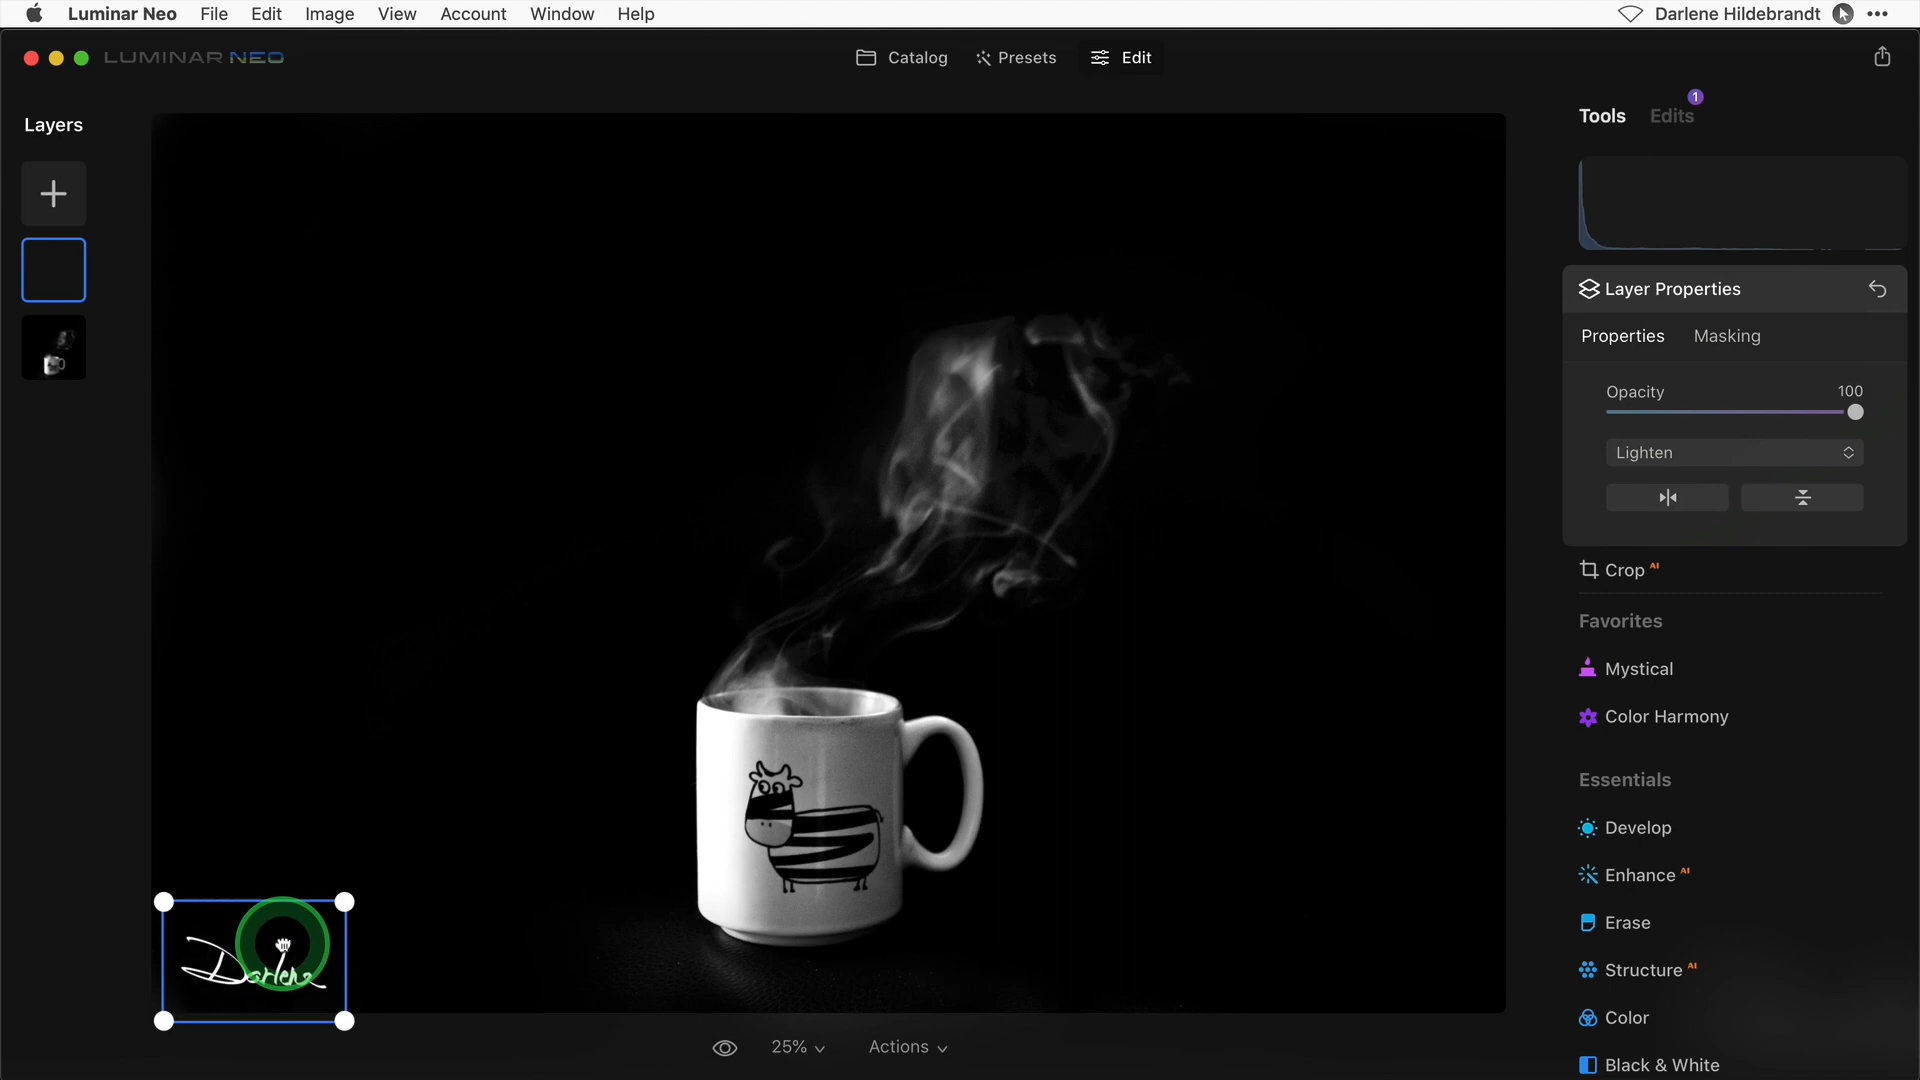 Luminar Neo File Edit Image View Account Window Help Darlene Hildebrandt
LUMINAR NEO Catalog Presets Edit
Layers
Tools Edits 1
Layer Properties
Properties Masking
Opacity 100
Lighten
Crop AI
Favorites
Mystical
Color Harmony
Essentials
Develop
Enhance AI
Erase
Structure AI
Color
Black & White
Darlene
25% Actions